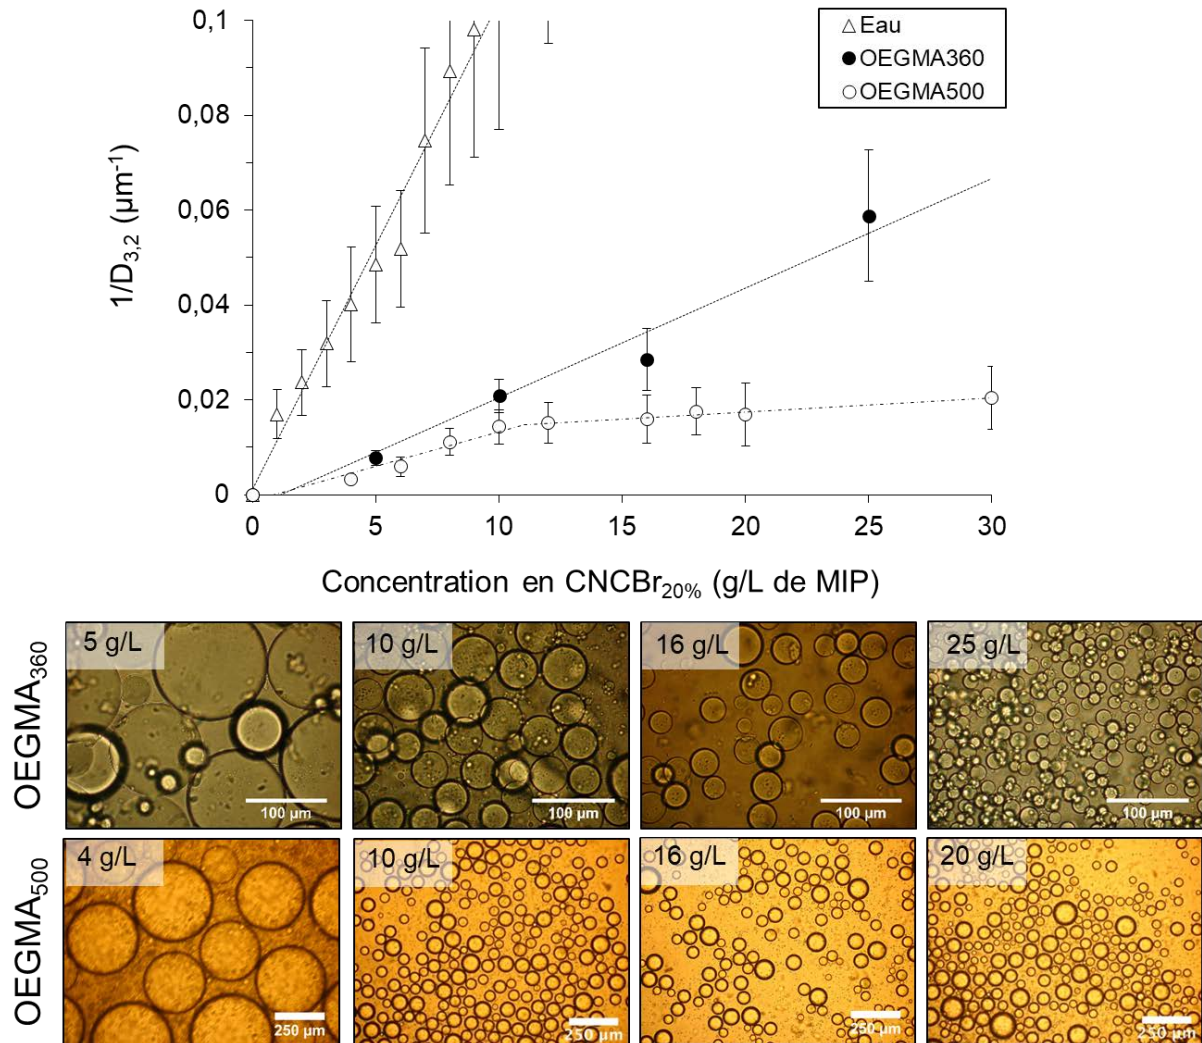 0,1
0,08
0,06
0,04
0,02
0
1/D3,2 (µm-1)
Eau
OEGMA360
OEGMA500
0 5 10 15 20 25 30
Concentration en CNCBr20% (g/L de MIP)
OEGMA360
5 g/L
100 µm
10 g/L
100 µm
16 g/L
100 µm
25 g/L
100 µm
OEGMA500
4 g/L
250 µm
10 g/L
250 µm
16 g/L
250 µm
20 g/L
250 µm